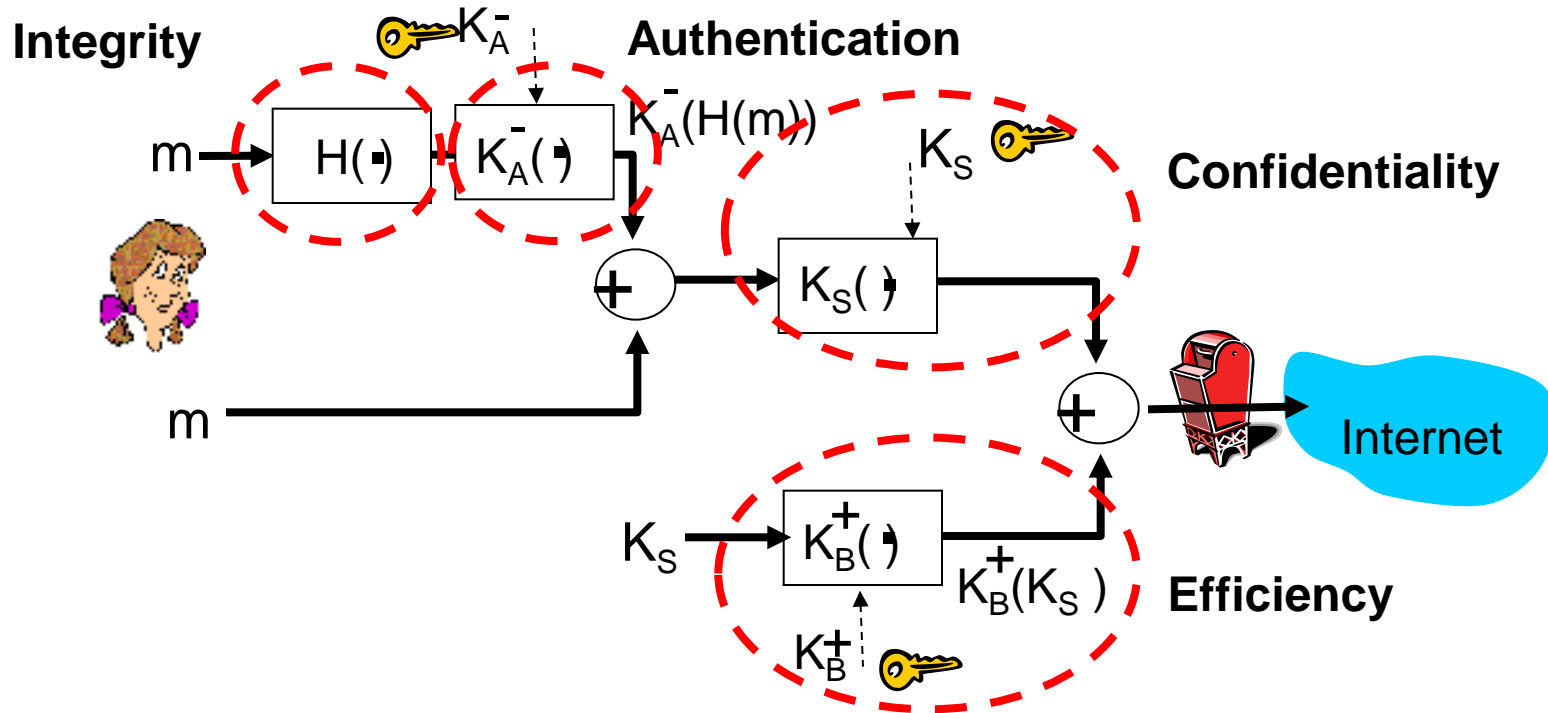 Integrity
K_A^-
Authentication
m
H(▪)
K_A^-(▪)
K_A^-(H(m))
K_S
Confidentiality
+
K_S(▪)
m
+
Internet
K_S
K_B^+(▪)
K_B^+(K_S )
Efficiency
K_B^+